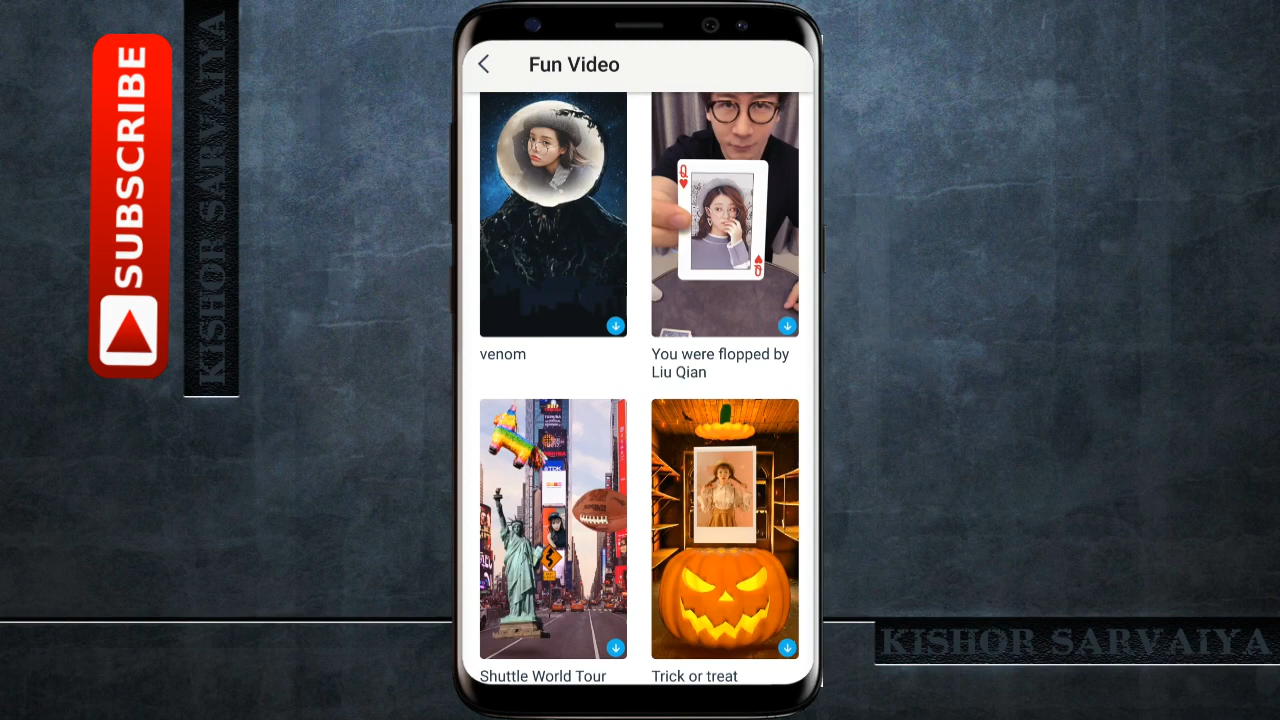 SUBSCRIBE
KISHOR SARVAIYA
Fun Video
Q
Q
venom
You were flopped by
Liu Qian
TDK
Shuttle World Tour
Trick or treat
KISHOR SARVAIYA